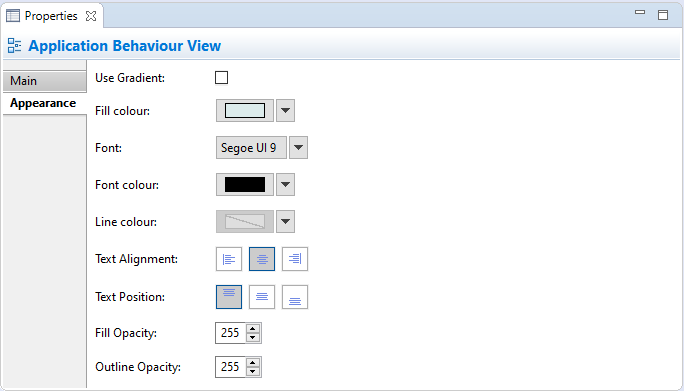 Properties
Application Behaviour View
Main
Appearance
Use Gradient:
Fill colour:
Font: Segoe UI 9
Font colour:
Line colour:
Text Alignment:
Text Position:
Fill Opacity: 255
Outline Opacity: 255